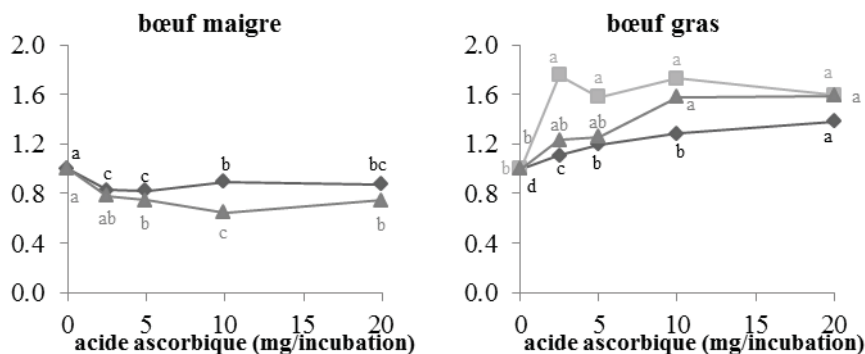 bœuf maigre
2.0
1.6
1.2
0.8
0.4
0.0
a
c
c
b
bc
a
ab
b
c
b
0
5
10
15
20
acide ascorbique (mg/incubation)
bœuf gras
2.0
1.6
1.2
0.8
0.4
0.0
a
a
a
a
b
ab
ab
a
a
b
d
c
b
b
a
0
5
10
15
20
acide ascorbique (mg/incubation)